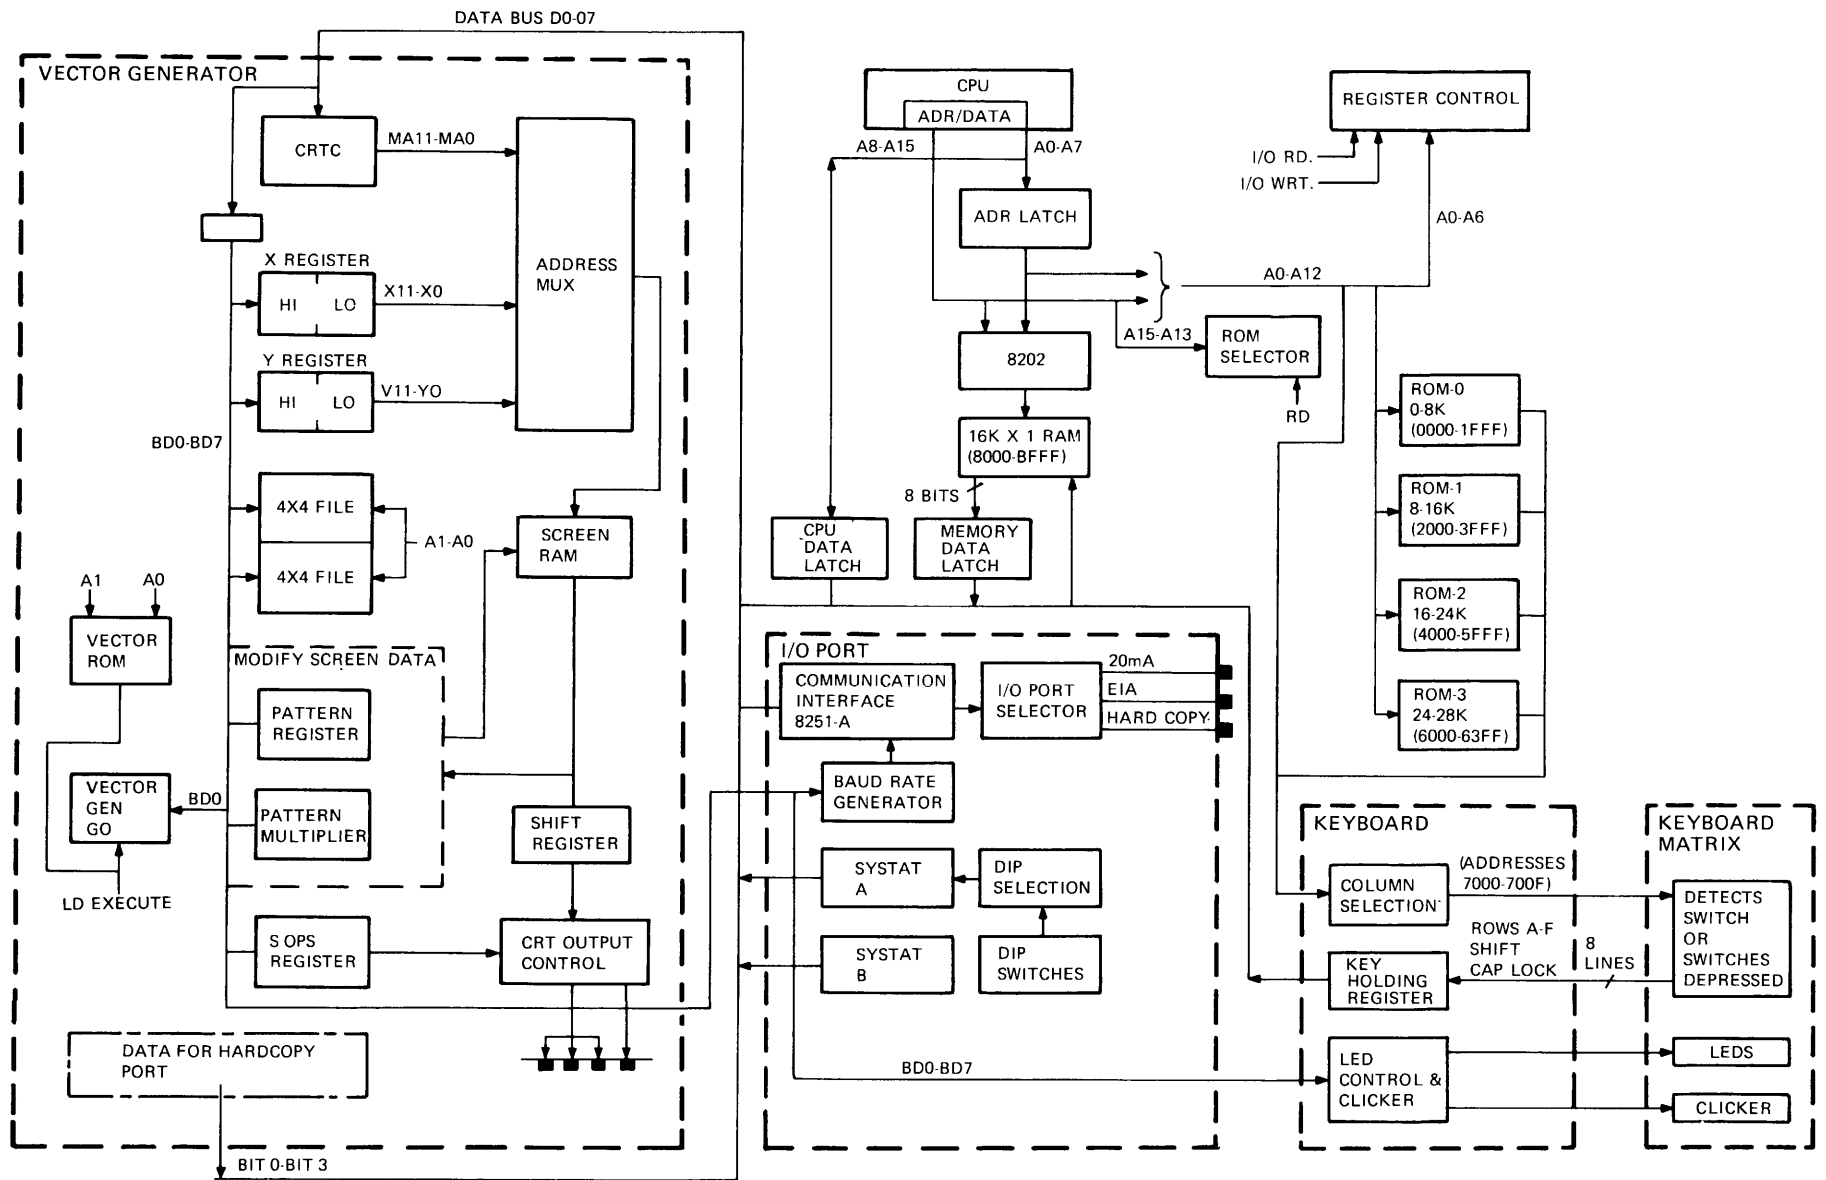 DATA BUS D0-07
VECTOR GENERATOR
CRTC
MA11-MA0
ADDRESS
MUX
X REGISTER
HI LO
X11-X0
Y REGISTER
HI LO
V11-YO
BD0-BD7
4X4 FILE
4X4 FILE
A1-A0
SCREEN
RAM
A1 A0
VECTOR
ROM
MODIFY SCREEN DATA
PATTERN
REGISTER
VECTOR
GEN
GO
BD0
PATTERN
MULTIPLIER
LD EXECUTE
SHIFT
REGISTER
S OPS
REGISTER
CRT OUTPUT
CONTROL
DATA FOR HARDCOPY
PORT
BIT 0-BIT 3
CPU
ADR/DATA
A8-A15
A0-A7
ADR LATCH
8202
16K X 1 RAM
(8000-BFFF)
8 BITS
CPU
DATA
LATCH
MEMORY
DATA
LATCH
REGISTER CONTROL
I/O RD.
I/O WRT.
A0-A6
A0-A12
A15-A13
ROM
SELECTOR
RD
ROM-0
0-8K
(0000-1FFF)
ROM-1
8-16K
(2000-3FFF)
ROM-2
16-24K
(4000-5FFF)
ROM-3
24-28K
(6000-63FF)
I/O PORT
COMMUNICATION
INTERFACE
8251-A
I/O PORT
SELECTOR
20mA
EIA
HARD COPY
BAUD RATE
GENERATOR
SYSTAT
A
DIP
SELECTION
SYSTAT
B
DIP
SWITCHES
BD0-BD7
KEYBOARD
COLUMN
SELECTION
(ADDRESSES
7000-700F)
KEY
HOLDING
REGISTER
ROWS A-F
SHIFT
CAP LOCK
8
LINES
LED
CONTROL &
CLICKER
KEYBOARD
MATRIX
DETECTS
SWITCH
OR
SWITCHES
DEPRESSED
LEDS
CLICKER